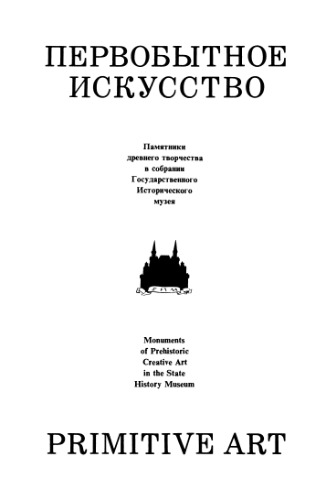 ПЕРВОБЫТНОЕ
ИСКУССТВО
Памятники
древнего творчества
в собрании
Государственного
Исторического
музея
Monuments
of Prehistoric
Creative Art
in the State
History Museum
PRIMITIVE ART